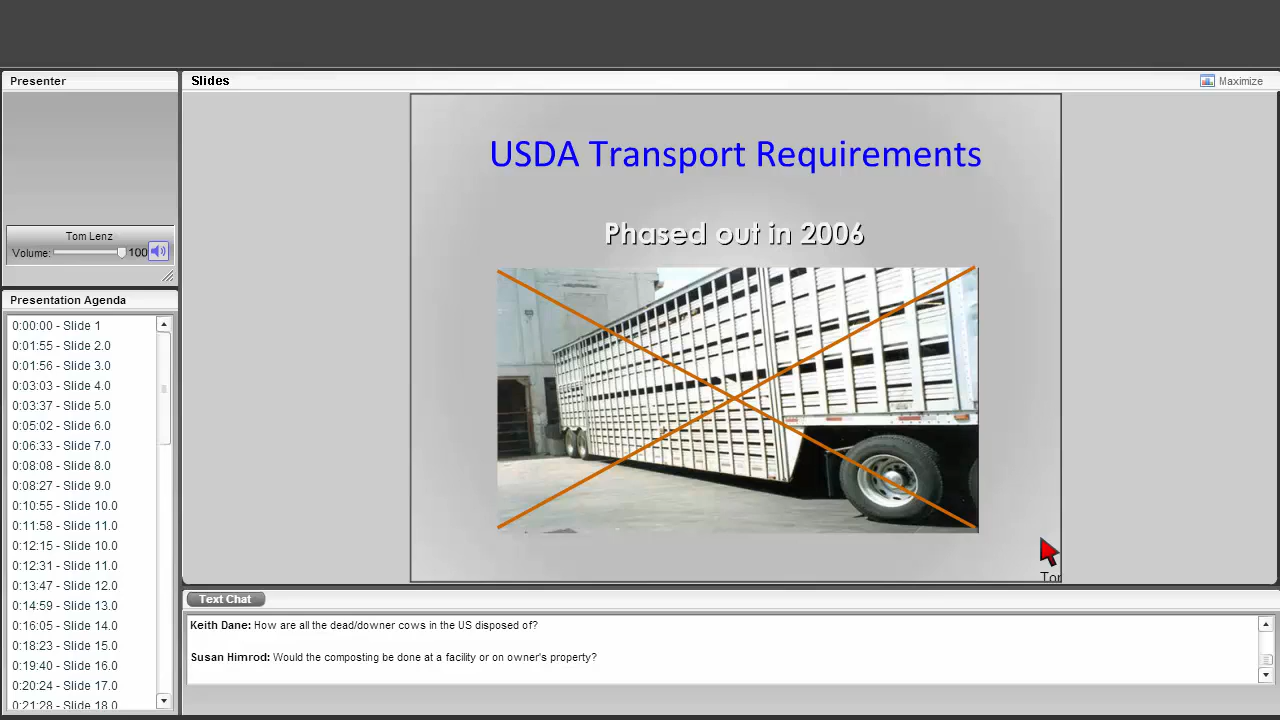 Presenter
Slides
Maximize
USDA Transport Requirements
Phased out in 2006
Tom Lenz
Volume: 100
Presentation Agenda
0:00:00 - Slide 1
0:01:55 - Slide 2.0
0:01:56 - Slide 3.0
0:03:03 - Slide 4.0
0:03:37 - Slide 5.0
0:05:02 - Slide 6.0
0:06:33 - Slide 7.0
0:08:08 - Slide 8.0
0:08:27 - Slide 9.0
0:10:55 - Slide 10.0
0:11:58 - Slide 11.0
0:12:15 - Slide 10.0
0:12:31 - Slide 11.0
0:13:47 - Slide 12.0
0:14:59 - Slide 13.0
0:16:05 - Slide 14.0
0:18:23 - Slide 15.0
0:19:40 - Slide 16.0
0:20:24 - Slide 17.0
0:21:28 - Slide 18.0
Tor
Text Chat
Keith Dane: How are all the dead/downer cows in the US disposed of?
Susan Himrod: Would the composting be done at a facility or on owner's property?